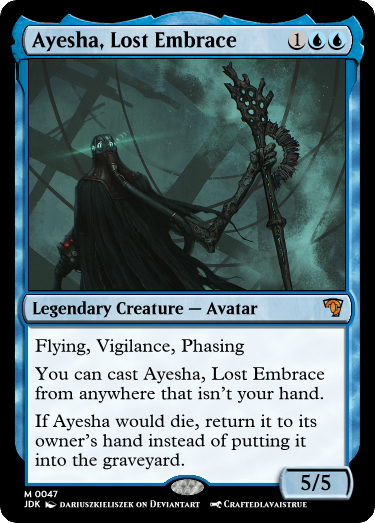 Ayesha, Lost Embrace 1
Legendary Creature — Avatar
Flying, Vigilance, Phasing
You can cast Ayesha, Lost Embrace
from anywhere that isn't your hand.
If Ayesha would die, return it to its
owner's hand instead of putting it
into the graveyard.
5/5
M 0047
JDK DARIUSZKIELISZEK ON DEVIANTART CRAFTEDLAVAISTRUE